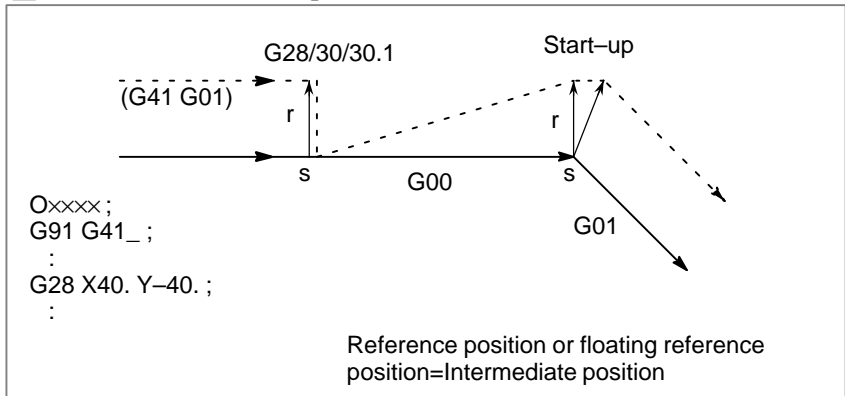 G28/30/30.1
Start–up
(G41 G01)
r
r
s
G00
s
G01
O×××× ;
G91 G41_ ;
:
G28 X40. Y–40. ;
:
Reference position or floating reference
position=Intermediate position